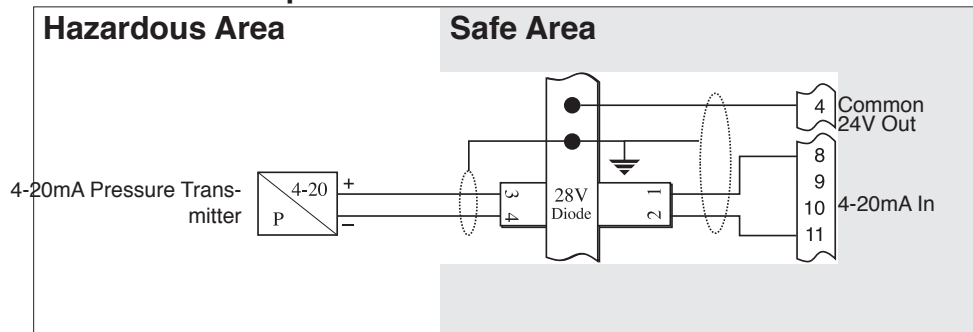 Hazardous Area
Safe Area
4 Common
24V Out
8
9
10 4-20mA In
11
4-20mA Pressure Trans-
mitter
4-20
P
+
–
3
4
28V
Diode
1
2